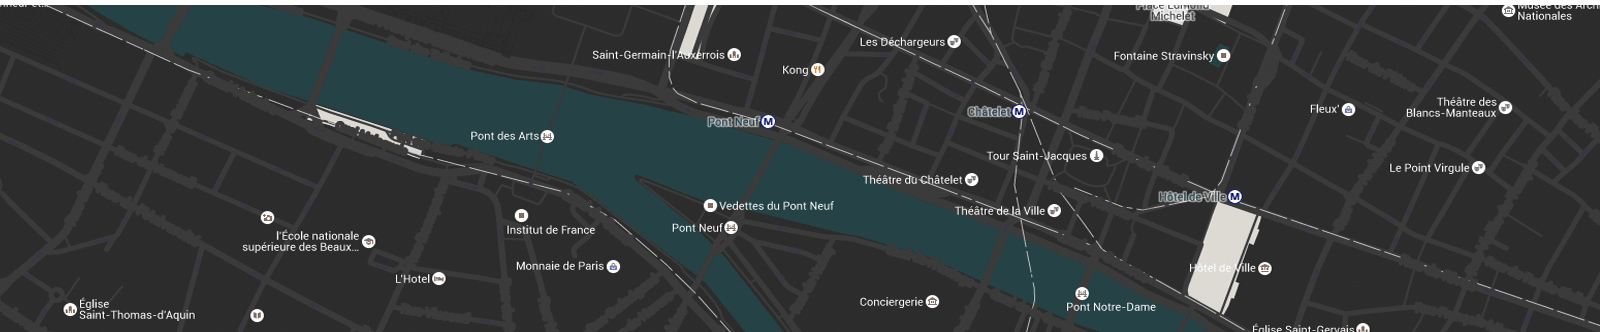 Musée des Arch
Nationales
Michelet
Les Déchargeurs
Saint-Germain-l'Auxerrois
Fontaine Stravinsky
Kong
Fleux'
Théâtre des
Blancs-Manteaux
Châtelet
Pont Neuf
Pont des Arts
Tour Saint-Jacques
Le Point Virgule
Théâtre du Châtelet
Hôtel de Ville
Vedettes du Pont Neuf
Théâtre de la Ville
Institut de France
Pont Neuf
l'École nationale
supérieure des Beaux...
Monnaie de Paris
Hôtel de Ville
L'Hotel
Conciergerie
Pont Notre-Dame
Église
Saint-Thomas-d'Aquin
Église Saint-Gervais